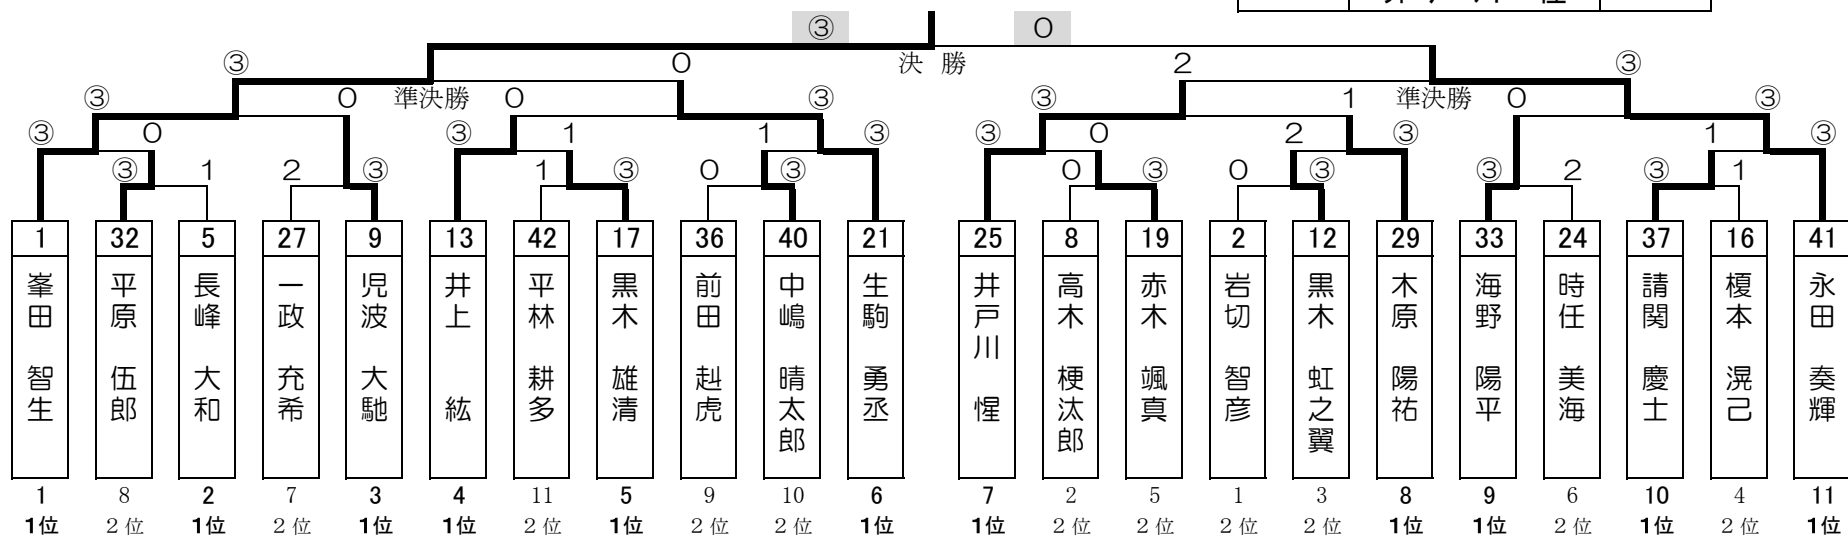 ③ 0
決 勝
③ 0 2 ③
③ 0 準決勝 0 ③ ③ 1 準決勝 0 ③
③ 0 ③ 1 1 ③ ③ 0 2 ③ 1 ③
③ 1 2 ③ 1 ③ 0 ③ 0 ③ 0 ③ ③ 2 ③ 1
1 32 5 27 9 13 42 17 36 40 21 25 8 19 2 12 29 33 24 37 16 41
峯田 智生
平原 伍郎
長峰 大和
一政 充希
児波 大馳
井上 紘
平林 耕多
黒木 雄清
前田 赳虎
中嶋 晴太郎
生駒 勇丞
井戸川 惺
高木 梗汰郎
赤木 颯真
岩切 智彦
黒木 虹之翼
木原 陽祐
海野 陽平
時任 美海
請関 慶士
榎本 滉己
永田 奏輝
1 8 2 7 3 4 11 5 9 10 6 7 2 5 1 3 8 9 6 10 4 11
1位 2位 1位 2位 1位 1位 2位 1位 2位 2位 1位 1位 2位 2位 2位 2位 1位 1位 2位 1位 2位 1位